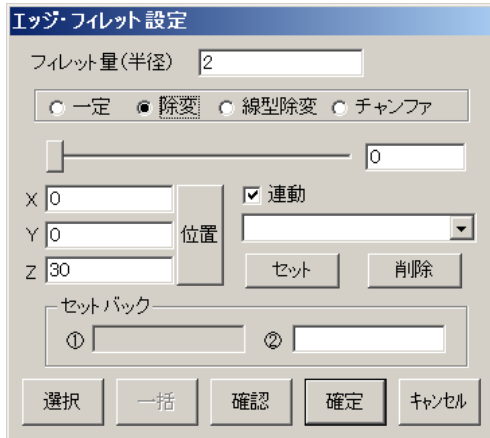 エッジ・フィレット設定
フィレット量(半径) 2
一定 除変 線型除変 チャンファ
0
X 0
Y 0
Z 30
位置
連動
セット 削除
セットバック
① ②
選択 一括 確認 確定 キャンセル